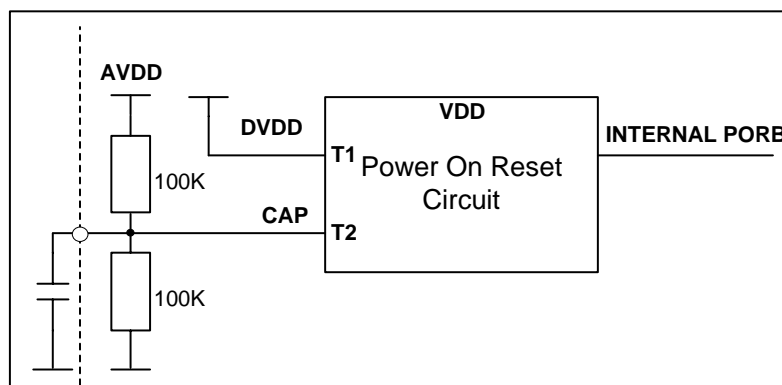 AVDD
VDD
DVDD
INTERNAL PORB
T1
Power On Reset
Circuit
100K
CAP
T2
100K